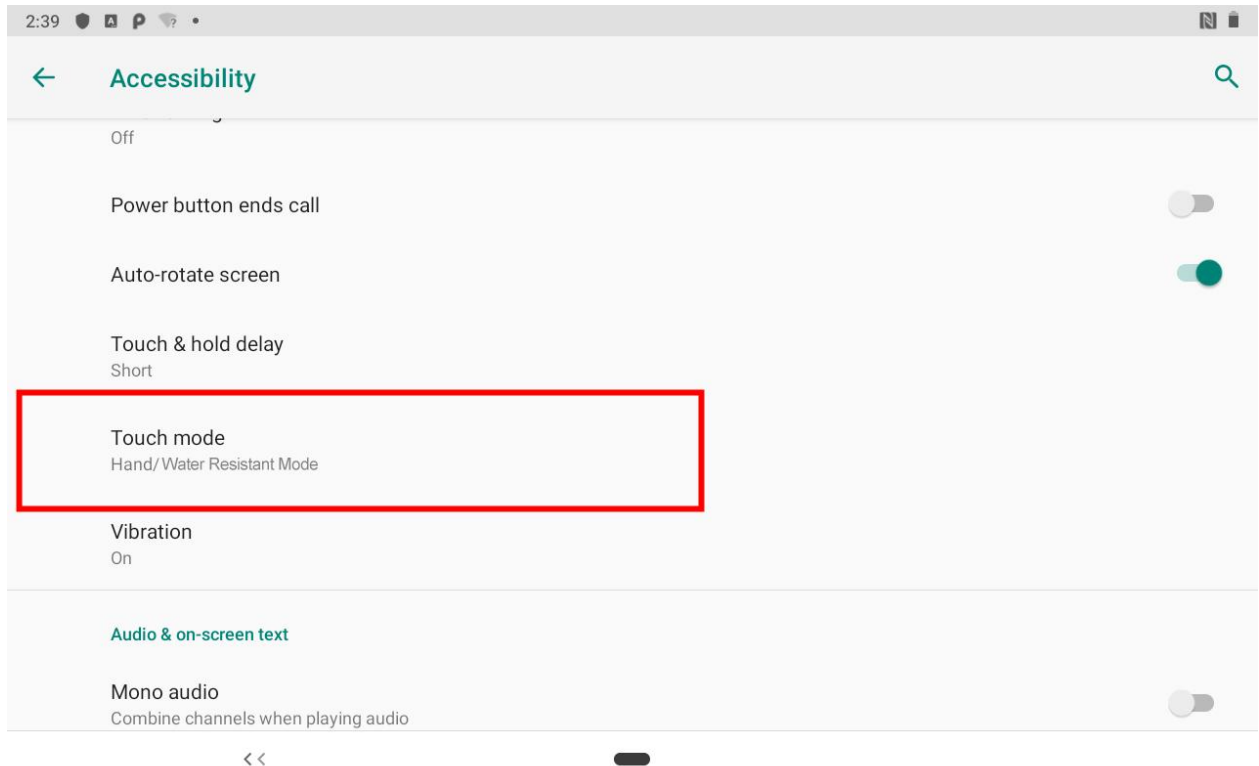 2:39
Accessibility
Off
Power button ends call
Auto-rotate screen
Touch & hold delay
Short
Touch mode
Hand/Water Resistant Mode
Vibration
On
Audio & on-screen text
Mono audio
Combine channels when playing audio